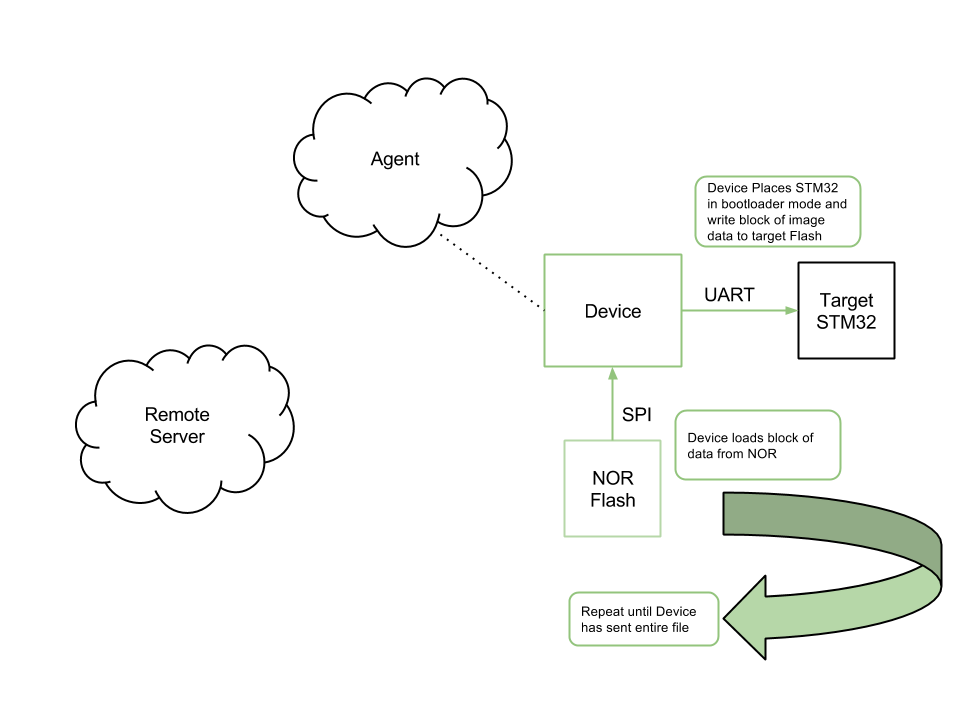 Agent
Device Places STM32
in bootloader mode and
write block of image
data to target Flash
Device
UART
Target
STM32
Remote
Server
SPI
Device loads block of
data from NOR
NOR
Flash
Repeat until Device
has sent entire file